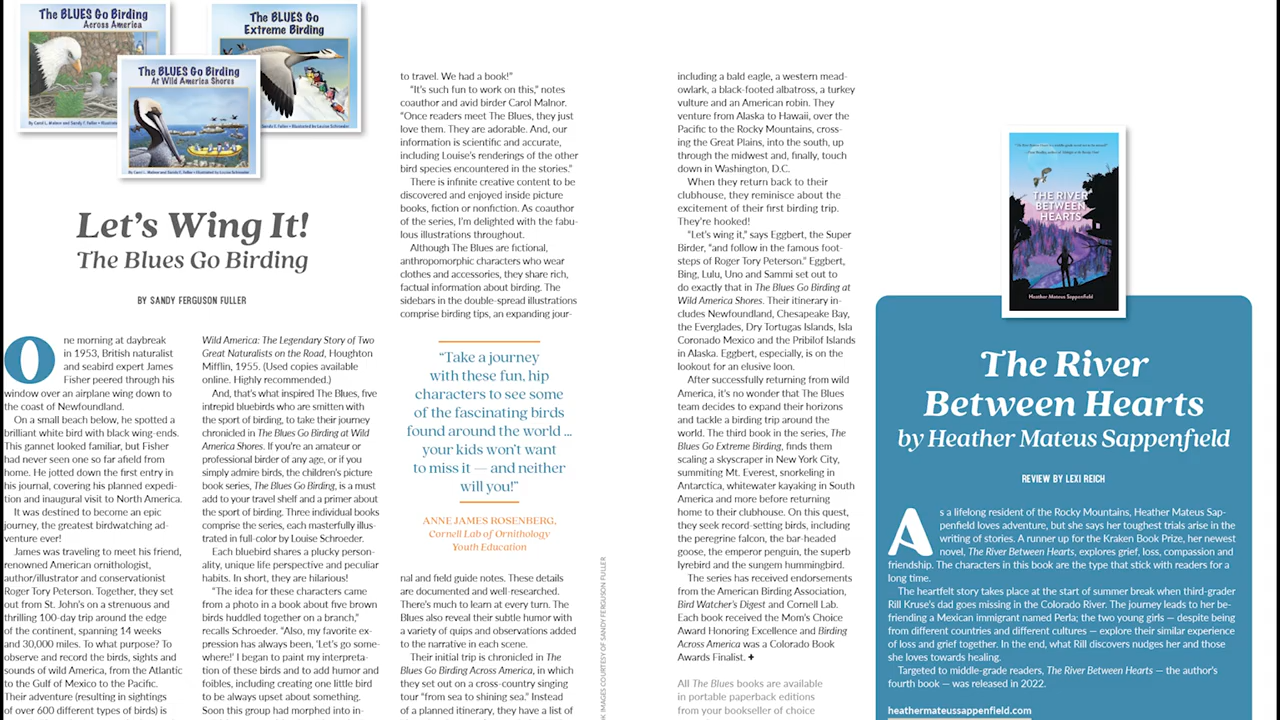 The BLUES Go Birding
Across America
The BLUES Go
Extreme Birding
The BLUES Go Birding
At Wild America Shores
By Carol L. Malnor and Sandy F. Fuller • Illustrated by Louise Schroeder
Let's Wing It!
The Blues Go Birding
BY SANDY FERGUSON FULLER
One morning at daybreak
in 1953, British naturalist
and seabird expert James
Fisher peered through his
window over an airplane wing down to
the coast of Newfoundland.
On a small beach below, he spotted a
brilliant white bird with black wing-ends.
This gannet looked familiar, but Fisher
had never seen one so far afield from
home. He jotted down the first entry in
his journal, covering his planned expedi-
tion and inaugural visit to North America.
It was destined to become an epic
journey, the greatest birdwatching ad-
venture ever!
James was traveling to meet his friend,
renowned American ornithologist,
author/illustrator and conservationist
Roger Tory Peterson. Together, they set
out from St. John's on a strenuous and
thrilling 100-day trip around the edge
of the continent, spanning 14 weeks
and 30,000 miles. To what purpose? To
observe and record the birds, sights and
sounds of wild America, from the Atlantic
to the Gulf of Mexico to the Pacific.
Their adventure (resulting in sightings
of over 600 different types of birds) is
Wild America: The Legendary Story of Two
Great Naturalists on the Road, Houghton
Mifflin, 1955. (Used copies available
online. Highly recommended.)
And, that's what inspired The Blues, five
intrepid bluebirds who are smitten with
the sport of birding, to take their journey
chronicled in The Blues Go Birding at Wild
America Shores. If you're an amateur or
professional birder of any age, or if you
simply admire birds, the children's picture
book series, The Blues Go Birding, is a must
add to your travel shelf and a primer about
the sport of birding. Three individual books
comprise the series, each masterfully illus-
trated in full-color by Louise Schroeder.
Each bluebird shares a plucky person-
ality, unique life perspective and peculiar
habits. In short, they are hilarious!
"The idea for these characters came
from a photo in a book about five brown
birds huddled together on a branch,"
recalls Schroeder. "Also, my favorite ex-
pression has always been, 'Let's go some-
where!' I began to paint my interpreta-
tion of these birds and to add humor and
foibles, including creating one little bird
to be always upset about something.
Soon this group had morphed into in-
to travel. We had a book!"
"It's such fun to work on this," notes
coauthor and avid birder Carol Malnor.
"Once readers meet The Blues, they just
love them. They are adorable. And, our
information is scientific and accurate,
including Louise's renderings of the other
bird species encountered in the stories."
There is infinite creative content to be
discovered and enjoyed inside picture
books, fiction or nonfiction. As coauthor
of the series, I'm delighted with the fabu-
lous illustrations throughout.
Although The Blues are fictional,
anthropomorphic characters who wear
clothes and accessories, they share rich,
factual information about birding. The
sidebars in the double-spread illustrations
comprise birding tips, an expanding jour-
"Take a journey
with these fun, hip
characters to see some
of the fascinating birds
found around the world ...
your kids won't want
to miss it — and neither
will you!"
ANNE JAMES ROSENBERG,
Cornell Lab of Ornithology
Youth Education
nal and field guide notes. These details
are documented and well-researched.
There's much to learn at every turn. The
Blues also reveal their subtle humor with
a variety of quips and observations added
to the narrative in each scene.
Their initial trip is chronicled in The
Blues Go Birding Across America, in which
they set out on a cross-country singing
tour "from sea to shining sea." Instead
of a planned itinerary, they have a list of
K IMAGES COURTESY OF SANDY FERGUSON FULLER
including a bald eagle, a western mead-
owlark, a black-footed albatross, a turkey
vulture and an American robin. They
venture from Alaska to Hawaii, over the
Pacific to the Rocky Mountains, cross-
ing the Great Plains, into the south, up
through the midwest and, finally, touch
down in Washington, D.C.
When they return back to their
clubhouse, they reminisce about the
excitement of their first birding trip.
They're hooked!
"Let's wing it," says Eggbert, the Super
Birder, "and follow in the famous foot-
steps of Roger Tory Peterson." Eggbert,
Bing, Lulu, Uno and Sammi set out to
do exactly that in The Blues Go Birding at
Wild America Shores. Their itinerary in-
cludes Newfoundland, Chesapeake Bay,
the Everglades, Dry Tortugas Islands, Isla
Coronado Mexico and the Pribilof Islands
in Alaska. Eggbert, especially, is on the
lookout for an elusive loon.
After successfully returning from wild
America, it's no wonder that The Blues
team decides to expand their horizons
and tackle a birding trip around the
world. The third book in the series, The
Blues Go Extreme Birding, finds them
scaling a skyscraper in New York City,
summiting Mt. Everest, snorkeling in
Antarctica, whitewater kayaking in South
America and more before returning
home to their clubhouse. On this quest,
they seek record-setting birds, including
the peregrine falcon, the bar-headed
goose, the emperor penguin, the superb
lyrebird and the sungem hummingbird.
The series has received endorsements
from the American Birding Association,
Bird Watcher's Digest and Cornell Lab.
Each book received the Mom's Choice
Award Honoring Excellence and Birding
Across America was a Colorado Book
Awards Finalist.
All The Blues books are available
in portable paperback editions
from your bookseller of choice
THE RIVER
BETWEEN
HEARTS
Heather Mateus Sappenfield
The River
Between Hearts
by Heather Mateus Sappenfield
REVIEW BY LEXI REICH
As a lifelong resident of the Rocky Mountains, Heather Mateus Sap-
penfield loves adventure, but she says her toughest trials arise in the
writing of stories. A runner up for the Kraken Book Prize, her newest
novel, The River Between Hearts, explores grief, loss, compassion and
friendship. The characters in this book are the type that stick with readers for a
long time.
The heartfelt story takes place at the start of summer break when third-grader
Rill Kruse's dad goes missing in the Colorado River. The journey leads to her be-
friending a Mexican immigrant named Perla; the two young girls — despite being
from different countries and different cultures — explore their similar experience
of loss and grief together. In the end, what Rill discovers nudges her and those
she loves towards healing.
Targeted to middle-grade readers, The River Between Hearts — the author's
fourth book — was released in 2022.
heathermateussappenfield.com